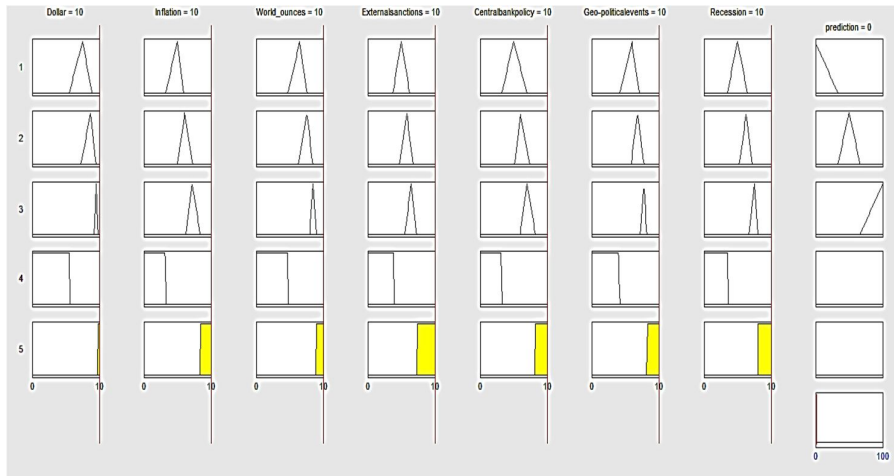 Dollar = 10 Inflation = 10 World_ounces = 10 Externalsanctions = 10 Centralbankpolicy = 10 Geo-politicalevents = 10 Recession = 10
prediction = 0
1
2
3
4
5
0 10 0 10 0 10 0 10 0 10 0 10 0 10
0 100